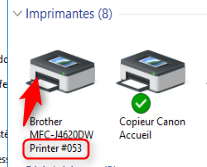 Imprimantes (8)
Brother
MFC-J4620DW
Printer #053
Copieur Canon
Accueil